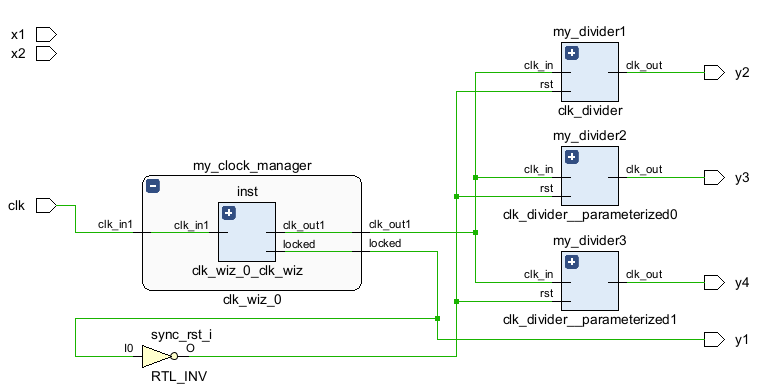 x1
x2
my_divider1
clk_in
clk_out
rst
y2
clk_divider
my_divider2
clk_in
clk_out
rst
y3
clk_divider__parameterized0
my_divider3
clk_in
clk_out
rst
y4
clk_divider__parameterized1
my_clock_manager
inst
clk
clk_in1
clk_in1
clk_out1
clk_out1
locked
locked
clk_wiz_0_clk_wiz
clk_wiz_0
sync_rst_i
I0
O
RTL_INV
y1